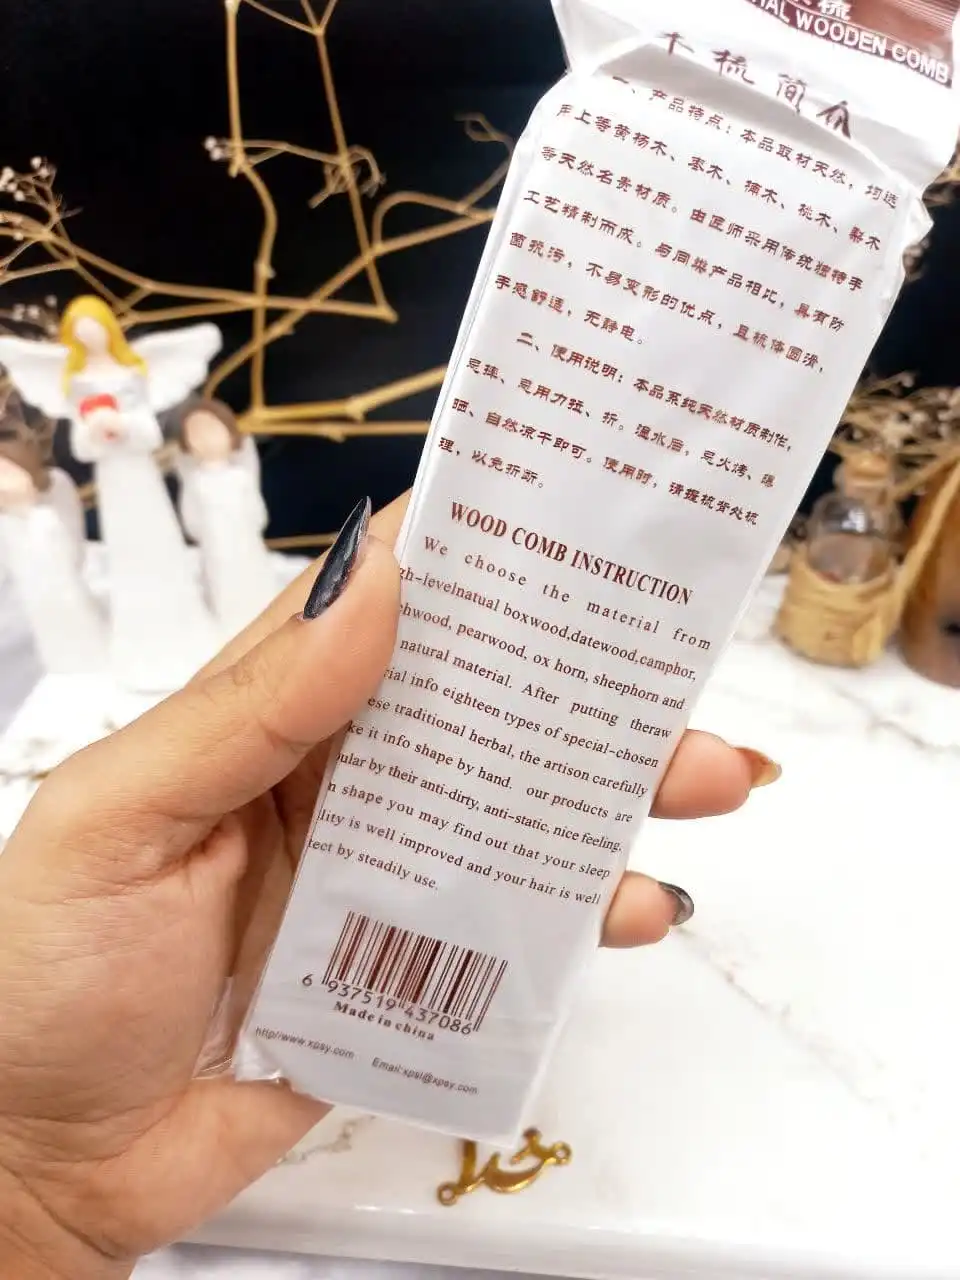 梳
HAL WOODEN COMB
木梳简介
一、产品特点：本品取材天然，均选
用上等黄杨木、枣木、楠木、桃木、梨木
等天然名贵材质。由匠师采用传统独特手
工艺精制而成。与同类产品相比，具有防
菌抗污，不易变形的优点，且梳体圆滑，
手感舒适，无静电。
二、使用说明：本品系纯天然材质制作，
忌摔、忌用力拉、折。湿水后，忌火烤、暴
晒、自然凉干即可。使用时，请握梳背处梳
理，以免折断。
WOOD COMB INSTRUCTION
We choose the material from
gh-levelnatual boxwood,datewood,camphor,
chwood, pearwood, ox horn, sheephorn and
natural material. After putting theraw
rial info eighteen types of special-chosen
ese traditional herbal, the artison carefully
ke it info shape by hand. our products are
ular by their anti-dirty, anti-static, nice feeling,
n shape you may find out that your sleep
lity is well improved and your hair is well
tect by steadily use.
6 937519 437086
Made in china
http//www.xpsy.com Email:xpsl@xpsy.com